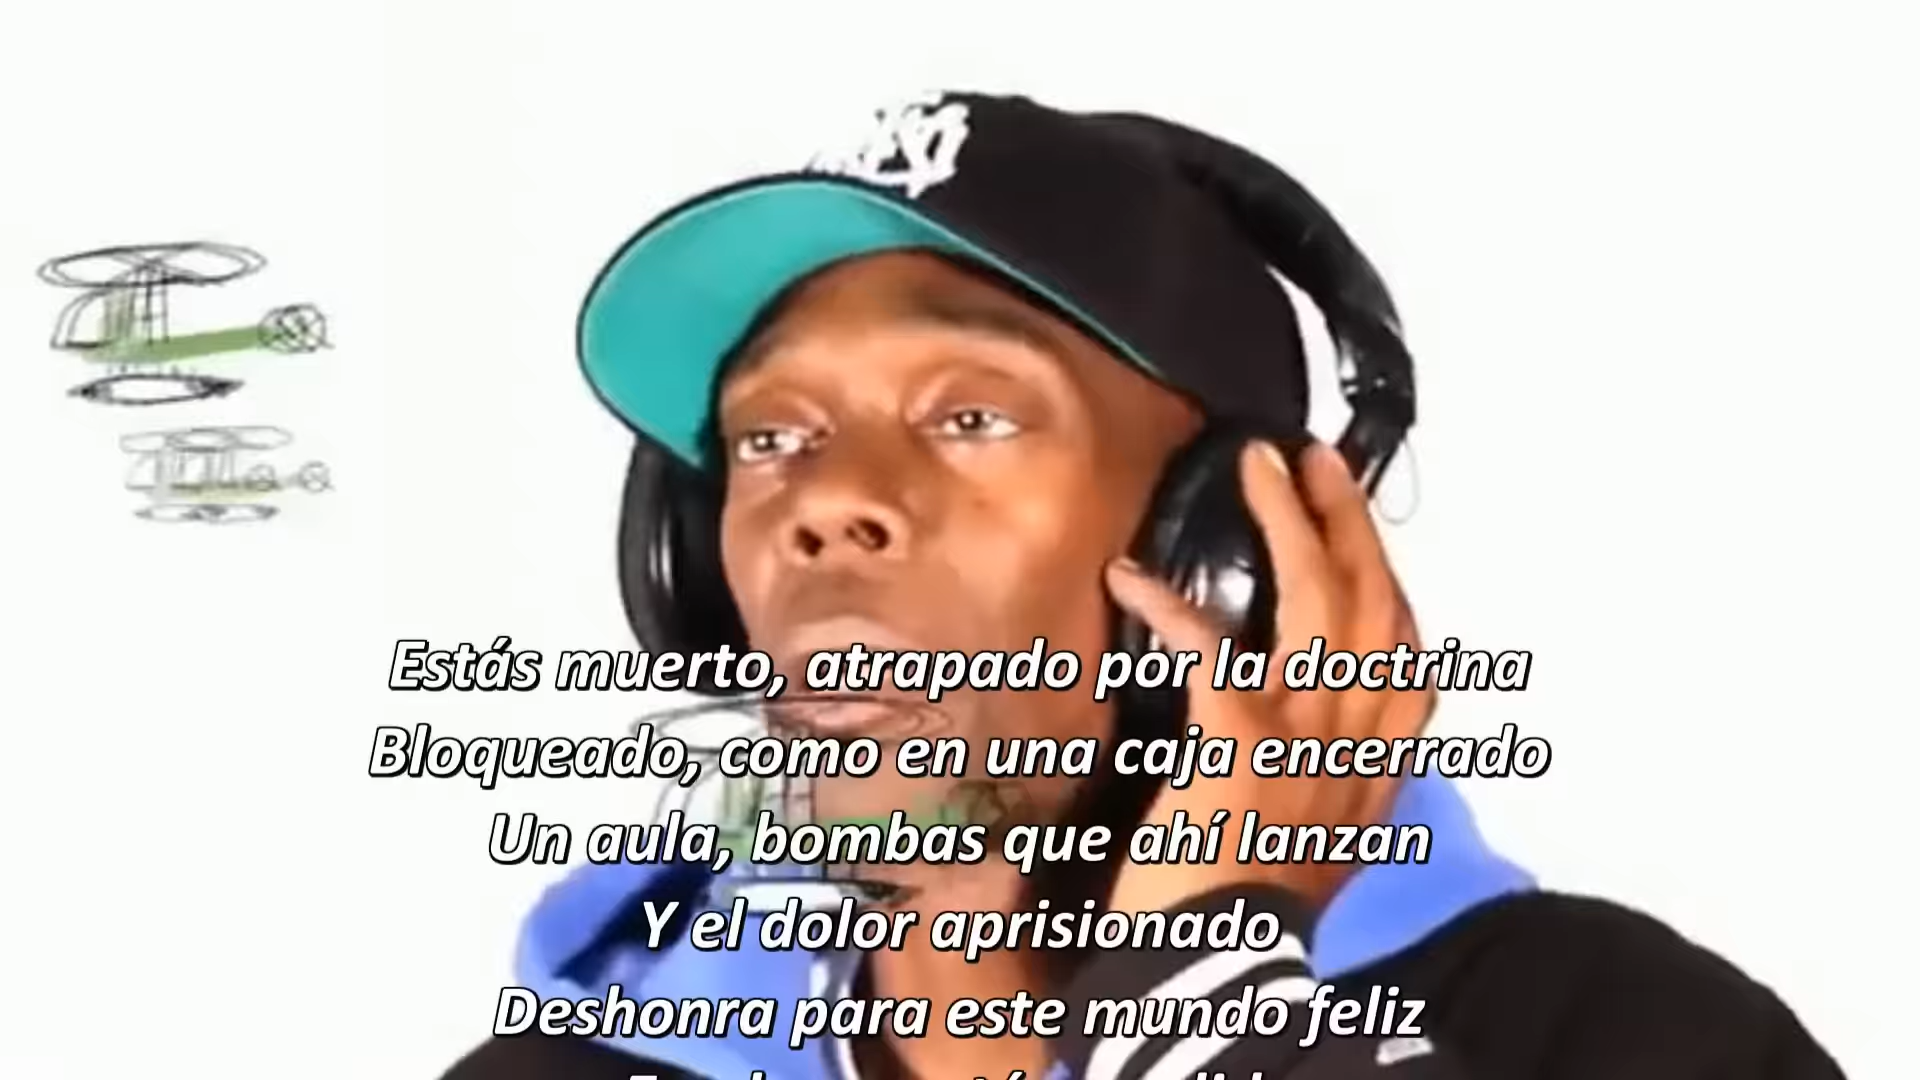 Estás muerto, atrapado por la doctrina
Bloqueado, como en una caja encerrado
Un aula, bombas que ahí lanzan
Y el dolor aprisionado
Deshonra para este mundo feliz